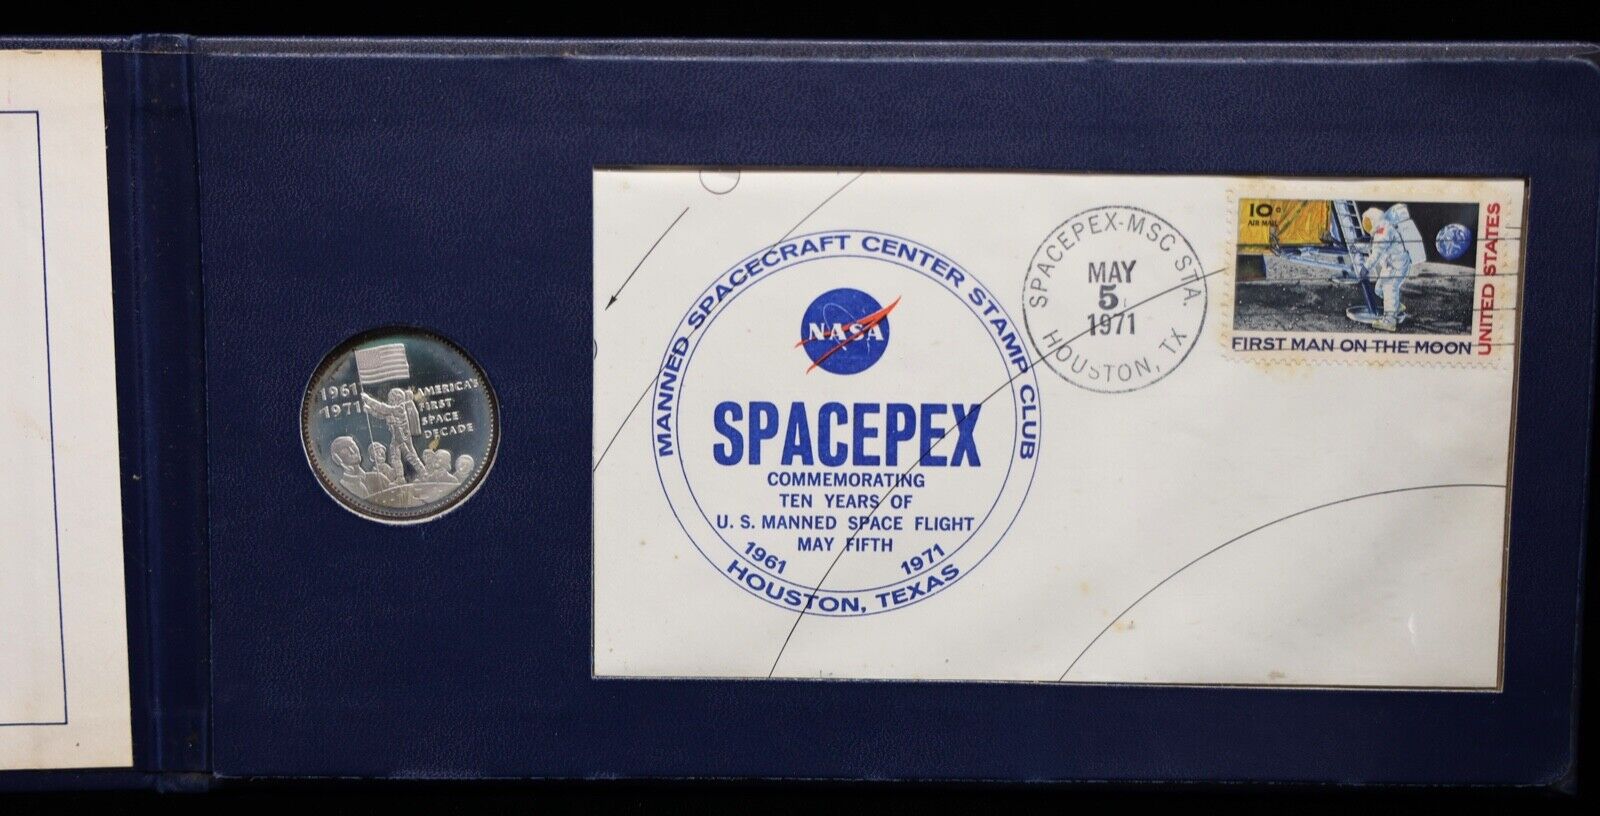 1961
1971
AMERICA'S
FIRST
SPACE
DECADE
MANNED SPACECRAFT CENTER STAMP CLUB
NASA
SPACEPEX
COMMEMORATING
TEN YEARS OF
U. S. MANNED SPACE FLIGHT
MAY FIFTH
1961 1971
HOUSTON, TEXAS
SPACEPEX-MSC STA.
MAY
5
1971
HOUSTON, TX
10c
AIR MAIL
UNITED STATES
FIRST MAN ON THE MOON